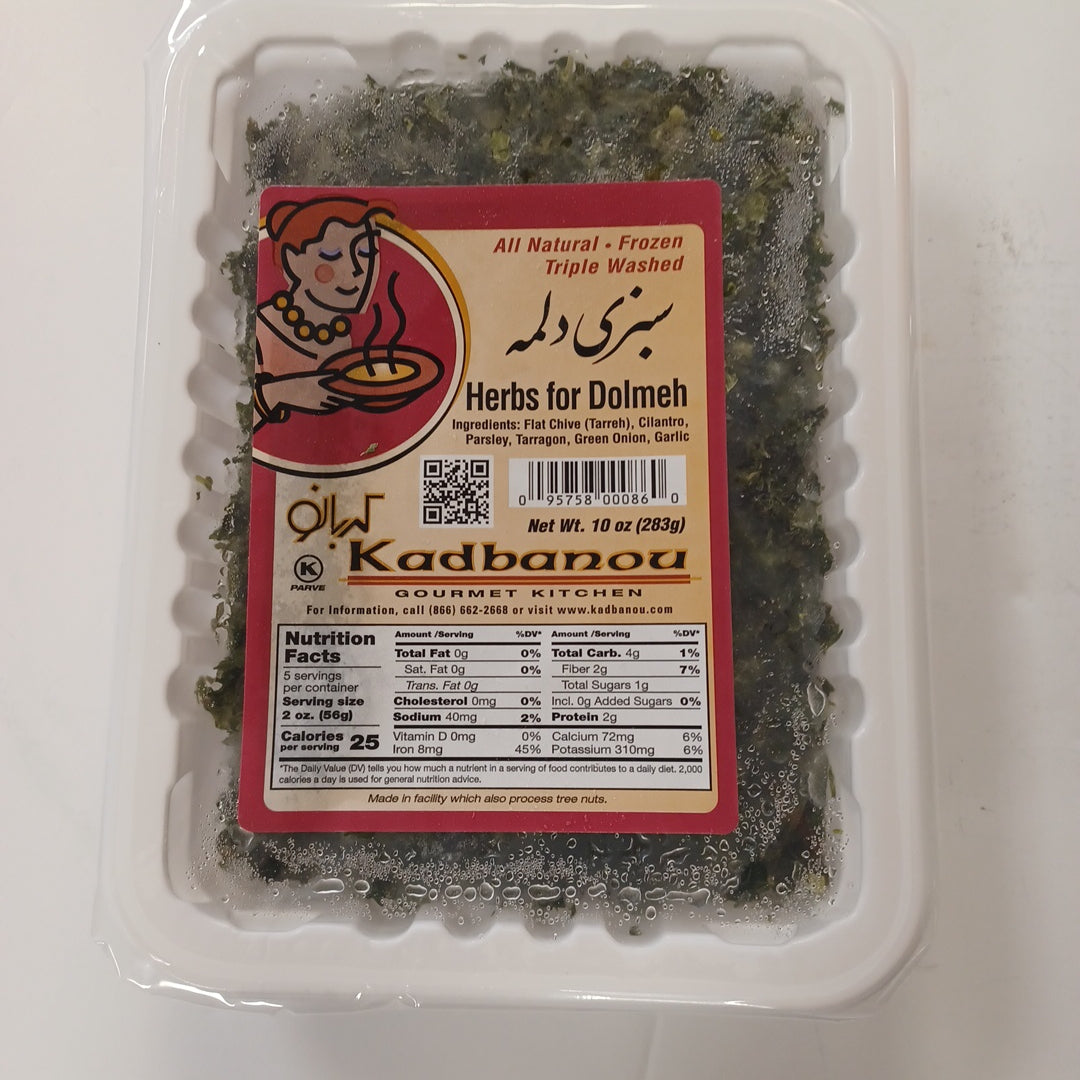 All Natural • Frozen
Triple Washed
سبزی دلمه
Herbs for Dolmeh
Ingredients: Flat Chive (Tarreh), Cilantro,
Parsley, Tarragon, Green Onion, Garlic
0 95758 00086 0
Net Wt. 10 oz (283g)
کدبانو
K
PARVE
Kadbanou
GOURMET KITCHEN
For Information, call (866) 662-2668 or visit www.kadbanou.com
Nutrition
Facts
5 servings
per container
Serving size
2 oz. (56g)
Calories 25
per serving
Amount /Serving %DV*
Total Fat 0g 0%
Sat. Fat 0g 0%
Trans. Fat 0g
Cholesterol 0mg 0%
Sodium 40mg 2%
Amount /Serving %DV*
Total Carb. 4g 1%
Fiber 2g 7%
Total Sugars 1g
Incl. 0g Added Sugars 0%
Protein 2g
Vitamin D 0mg 0% Calcium 72mg 6%
Iron 8mg 45% Potassium 310mg 6%
*The Daily Value (DV) tells you how much a nutrient in a serving of food contributes to a daily diet. 2,000
calories a day is used for general nutrition advice.
Made in facility which also process tree nuts.